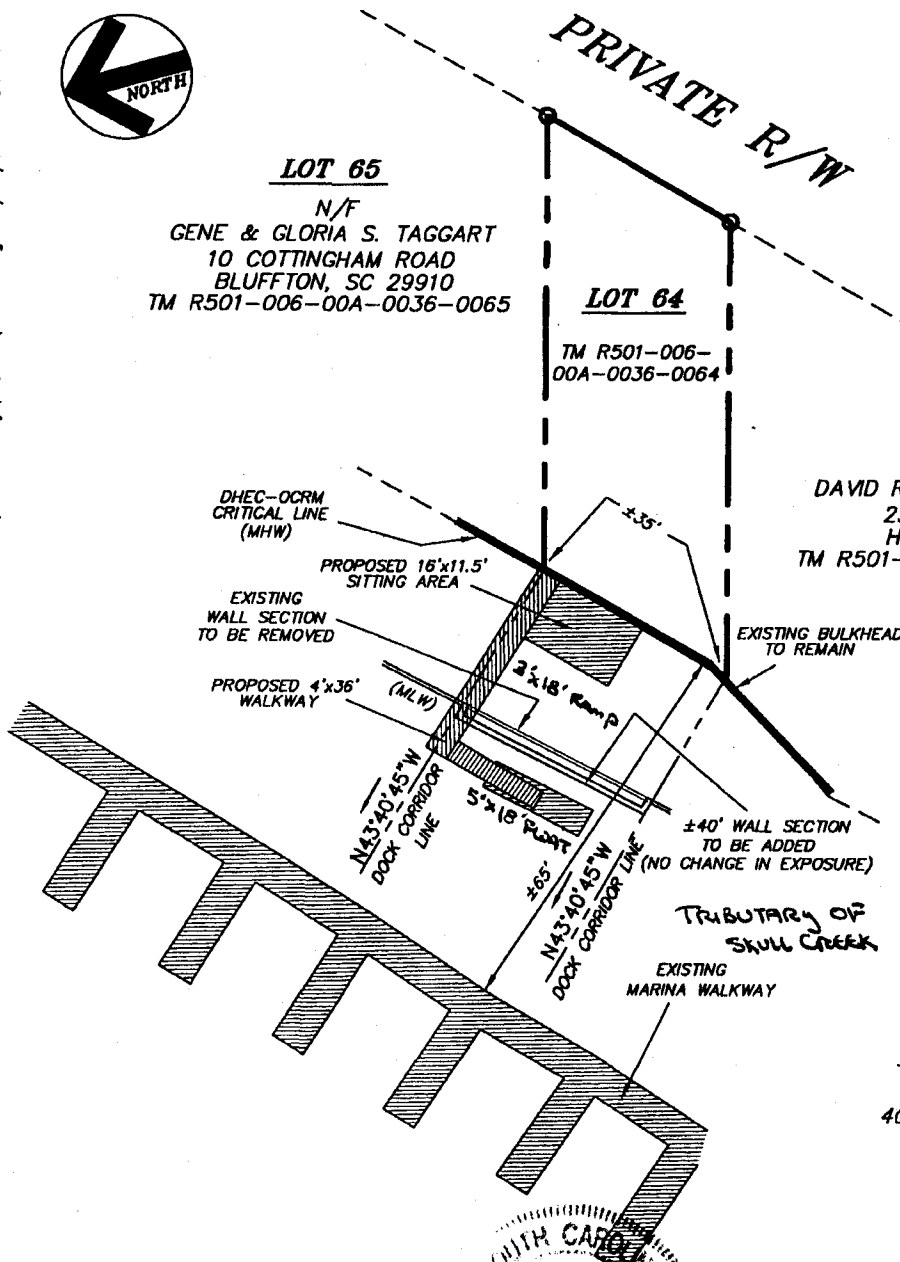 NORTH
PRIVATE R/W
LOT 65
N/F
GENE & GLORIA S. TAGGART
10 COTTINGHAM ROAD
BLUFFTON, SC 29910
TM R501-006-00A-0036-0065
LOT 64
TM R501-006-
00A-0036-0064
DAVID R
H
TM R501-
DHEC-OCRM
CRITICAL LINE
(MHW)
±35'
PROPOSED 16'x11.5'
SITTING AREA
EXISTING
WALL SECTION
TO BE REMOVED
EXISTING BULKHEAD
TO REMAIN
PROPOSED 4'x36'
WALKWAY
(MLW)
3'x18' Ramp
5'x18' FLOAT
N43°40'45"W
DOCK CORRIDOR
LINE
±65'
N43°40'45"W
DOCK CORRIDOR LINE
±40' WALL SECTION
TO BE ADDED
(NO CHANGE IN EXPOSURE)
TRIBUTARY OF
SKULL CREEK
EXISTING
MARINA WALKWAY
40
SOUTH CAROL